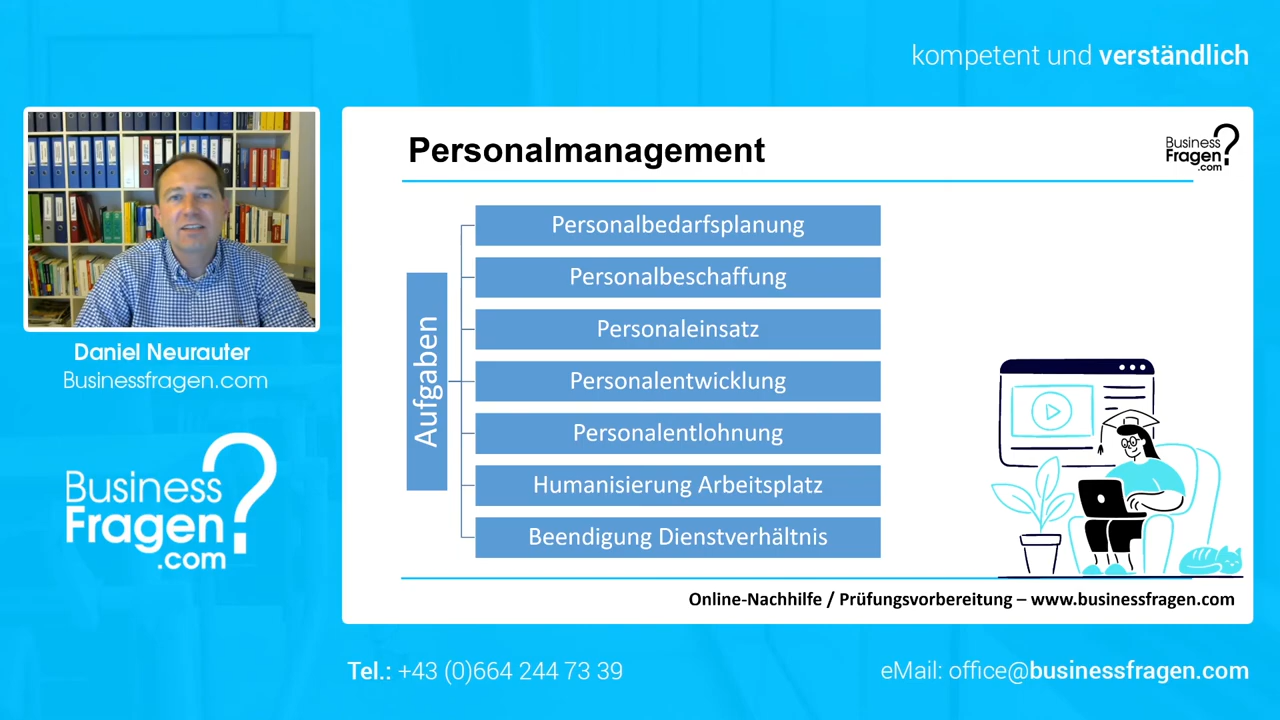 kompetent und verständlich
Personalmanagement
Business
Fragen?
.com
Aufgaben
Personalbedarfsplanung
Personalbeschaffung
Personaleinsatz
Personalentwicklung
Personalentlohnung
Humanisierung Arbeitsplatz
Beendigung Dienstverhältnis
Online-Nachhilfe / Prüfungsvorbereitung – www.businessfragen.com
Daniel Neurauter
Businessfragen.com
Business
Fragen?
.com
Tel.: +43 (0)664 244 73 39
eMail: office@businessfragen.com